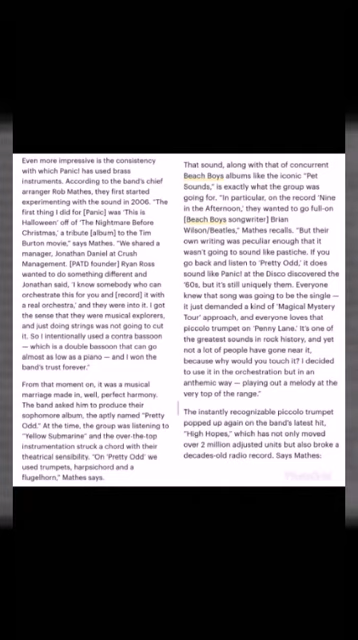 Even more impressive is the consistency
with which Panic! has used brass
instruments. According to the band's chief
arranger Rob Mathes, they first started
experimenting with the sound in 2006. "The
first thing I did for [Panic] was 'This is
Halloween' off of 'The Nightmare Before
Christmas,' a tribute [album] to the Tim
Burton movie," says Mathes. "We shared a
manager, Jonathan Daniel at Crush
Management. [PATD founder] Ryan Ross
wanted to do something different and
Jonathan said, 'I know somebody who can
orchestrate this for you and [record] it with
a real orchestra,' and they were into it. I got
the sense that they were musical explorers,
and just doing strings was not going to cut
it. So I intentionally used a contra bassoon
— which is a double bassoon that can go
almost as low as a piano — and I won the
band's trust forever."
From that moment on, it was a musical
marriage made in, well, perfect harmony.
The band asked him to produce their
sophomore album, the aptly named "Pretty
Odd." At the time, the group was listening to
"Yellow Submarine" and the over-the-top
instruments struck a chord with their
theatrical sensibility. "On 'Pretty Odd' we
used trumpets, harpsichord and a
flugelhorn," Mathes says.
That sound, along with that of concurrent
Beach Boys albums like the iconic "Pet
Sounds," is exactly what the group was
going for. "In particular, on the record 'Nine
in the Afternoon,' they wanted to go full-on
[Beach Boys songwriter] Brian
Wilson/Beatles," Mathes recalls. "But their
own writing was peculiar enough that it
wasn't going to sound like pastiche. If you
go back and listen to 'Pretty Odd,' it does
sound like Panic! at the Disco discovered the
'60s, but it's still uniquely them. Everyone
knew that song was going to be the single —
it just demanded a kind of 'Magical Mystery
Tour' approach, and everyone loves that
piccolo trumpet on 'Penny Lane.' It's one of
the greatest sounds in rock history, and yet
not a lot of people have gone near it,
because why would you touch it? I decided
to use it in the orchestration but in an
anthemic way — playing out a melody at the
very top of the range."
The instantly recognizable piccolo trumpet
popped up again on the band's latest hit,
"High Hopes," which has not only moved
over 2 million adjusted units but also broke a
decades-old radio record. Says Mathes: